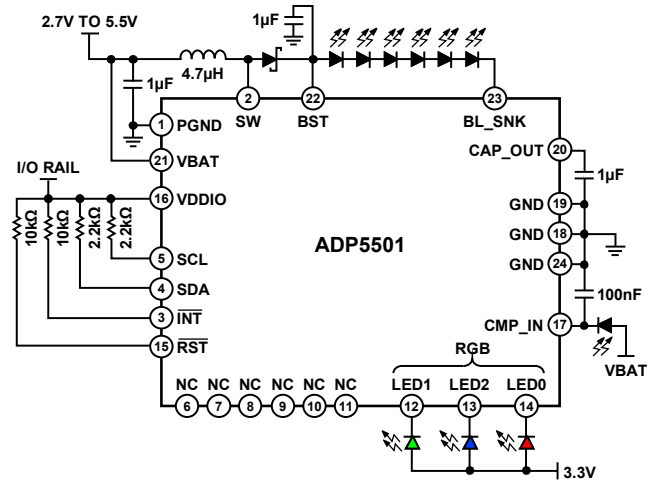 2.7V TO 5.5V
1µF
4.7µH
1µF
2
22
23
SW
BST
BL_SNK
1
PGND
21
VBAT
CAP_OUT
20
1µF
I/O RAIL
16
VDDIO
GND
19
10kΩ
10kΩ
2.2kΩ
2.2kΩ
GND
18
ADP5501
5
SCL
GND
24
4
SDA
100nF
3
INT
CMP_IN
17
15
RST
RGB
VBAT
NC
NC
NC
NC
NC
NC
LED1
LED2
LED0
6
7
8
9
10
11
12
13
14
3.3V